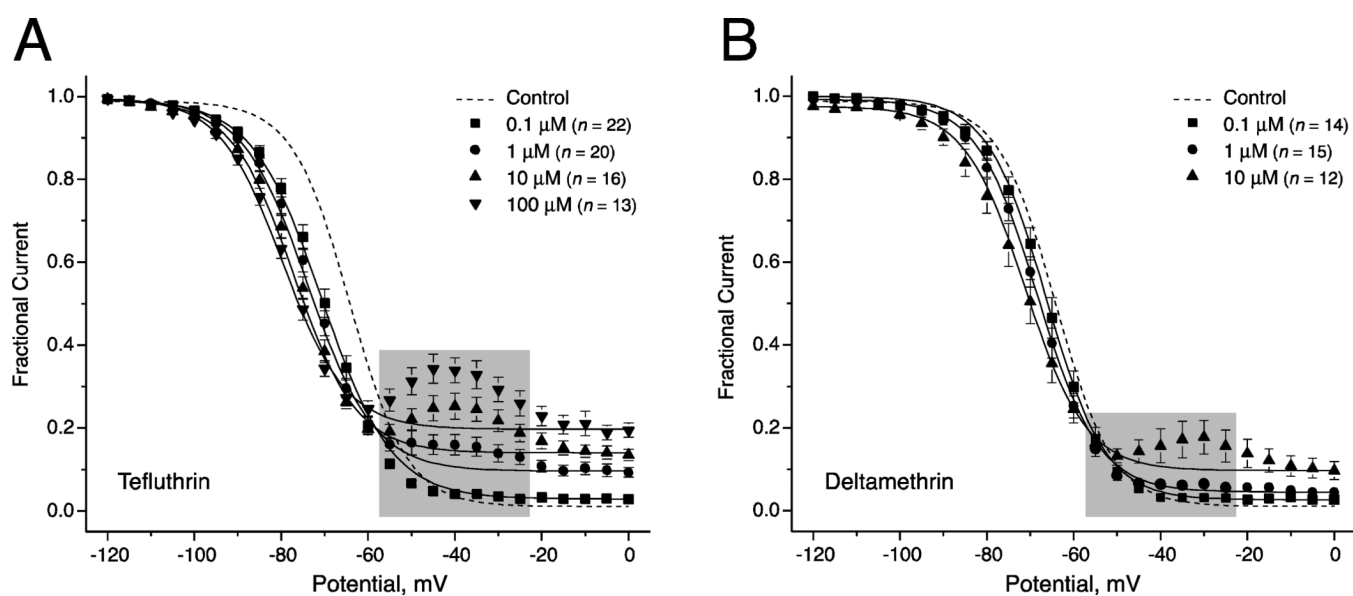 A
1.0
0.8
0.6
0.4
0.2
0.0
Fractional Current
Control
0.1 μM (n = 22)
1 μM (n = 20)
10 μM (n = 16)
100 μM (n = 13)
Tefluthrin
-120
-100
-80
-60
-40
-20
0
Potential, mV
B
1.0
0.8
0.6
0.4
0.2
0.0
Fractional Current
Control
0.1 μM (n = 14)
1 μM (n = 15)
10 μM (n = 12)
Deltamethrin
-120
-100
-80
-60
-40
-20
0
Potential, mV